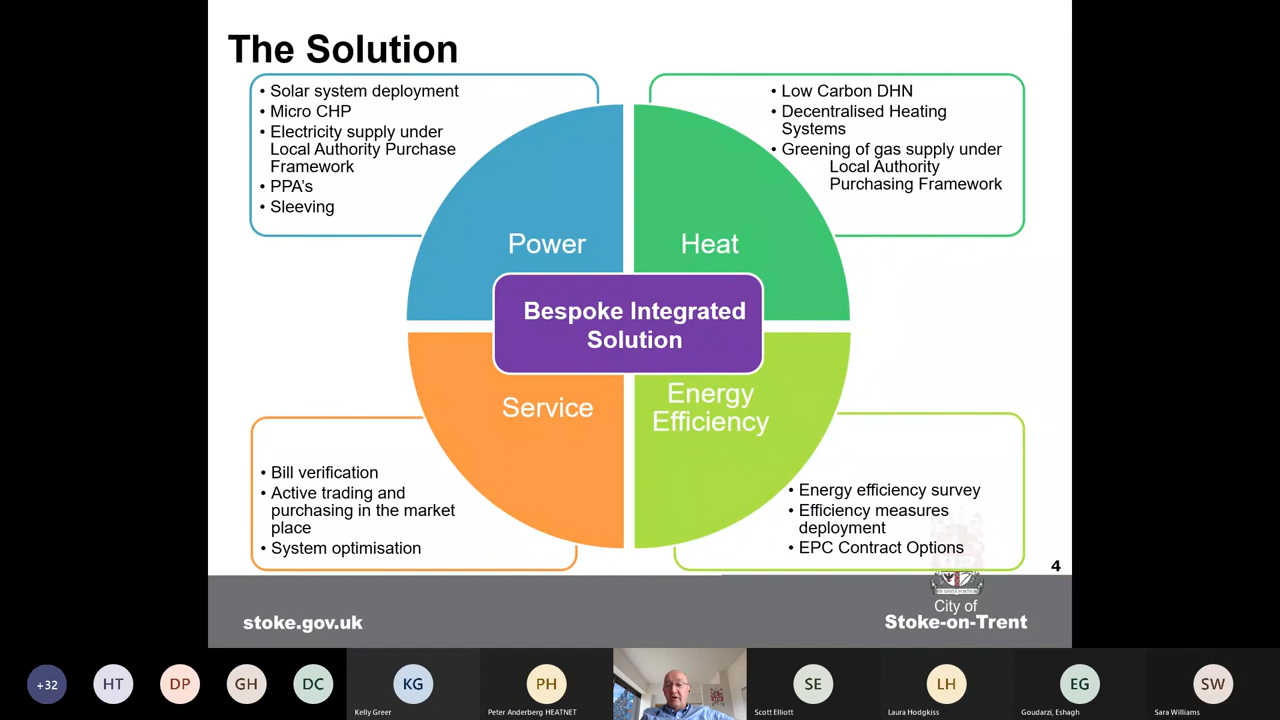 The Solution
• Solar system deployment
• Micro CHP
• Electricity supply under
Local Authority Purchase
Framework
• PPA’s
• Sleeving
• Low Carbon DHN
• Decentralised Heating
Systems
• Greening of gas supply under
Local Authority
Purchasing Framework
Power
Heat
Bespoke Integrated
Solution
Service
Energy
Efficiency
• Bill verification
• Active trading and
purchasing in the market
place
• System optimisation
• Energy efficiency survey
• Efficiency measures
deployment
• EPC Contract Options
4
stoke.gov.uk
City of
Stoke-on-Trent
+32
HT
DP
GH
DC
KG
Kelly Greer
PH
Peter Anderberg HEATNET
SE
Scott Elliott
LH
Laura Hodgkiss
EG
Goudarzi, Eshagh
SW
Sara Williams